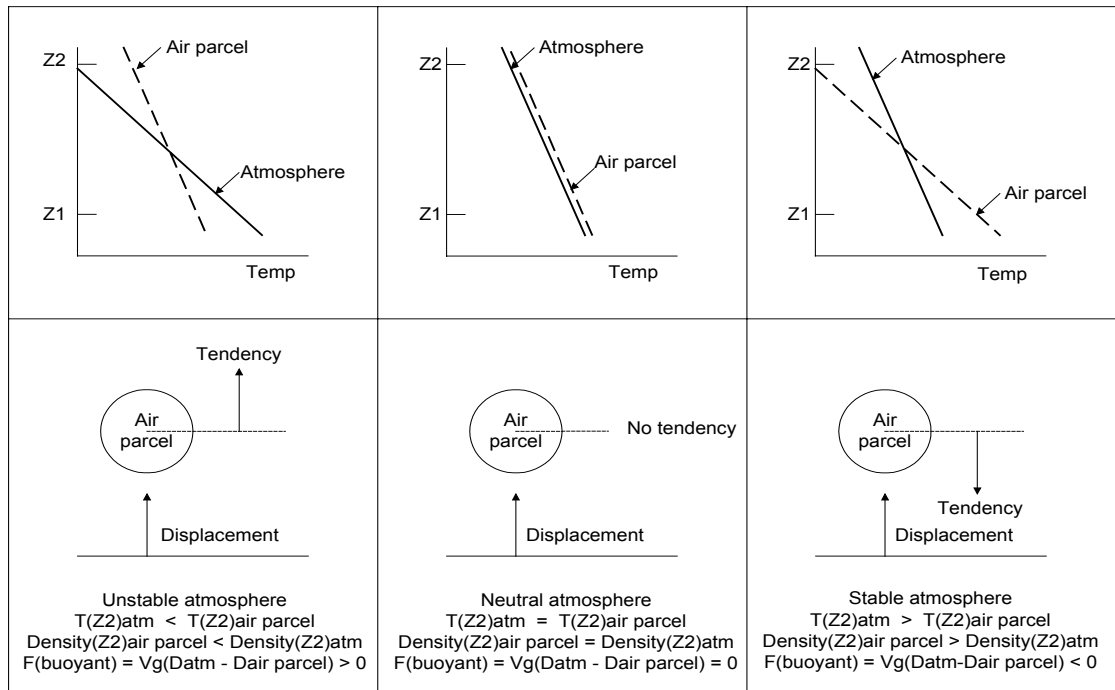 Z2
Air parcel
Atmosphere
Z1
Temp
Z2
Atmosphere
Air parcel
Z1
Temp
Z2
Atmosphere
Air parcel
Z1
Temp
Tendency
Air
parcel
Displacement
Unstable atmosphere
T(Z2)atm < T(Z2)air parcel
Density(Z2)air parcel < Density(Z2)atm
F(buoyant) = Vg(Datm - Dair parcel) > 0
Air
parcel
No tendency
Displacement
Neutral atmosphere
T(Z2)atm = T(Z2)air parcel
Density(Z2)air parcel = Density(Z2)atm
F(buoyant) = Vg(Datm - Dair parcel) = 0
Air
parcel
Tendency
Displacement
Stable atmosphere
T(Z2)atm > T(Z2)air parcel
Density(Z2)air parcel > Density(Z2)atm
F(buoyant) = Vg(Datm-Dair parcel) < 0